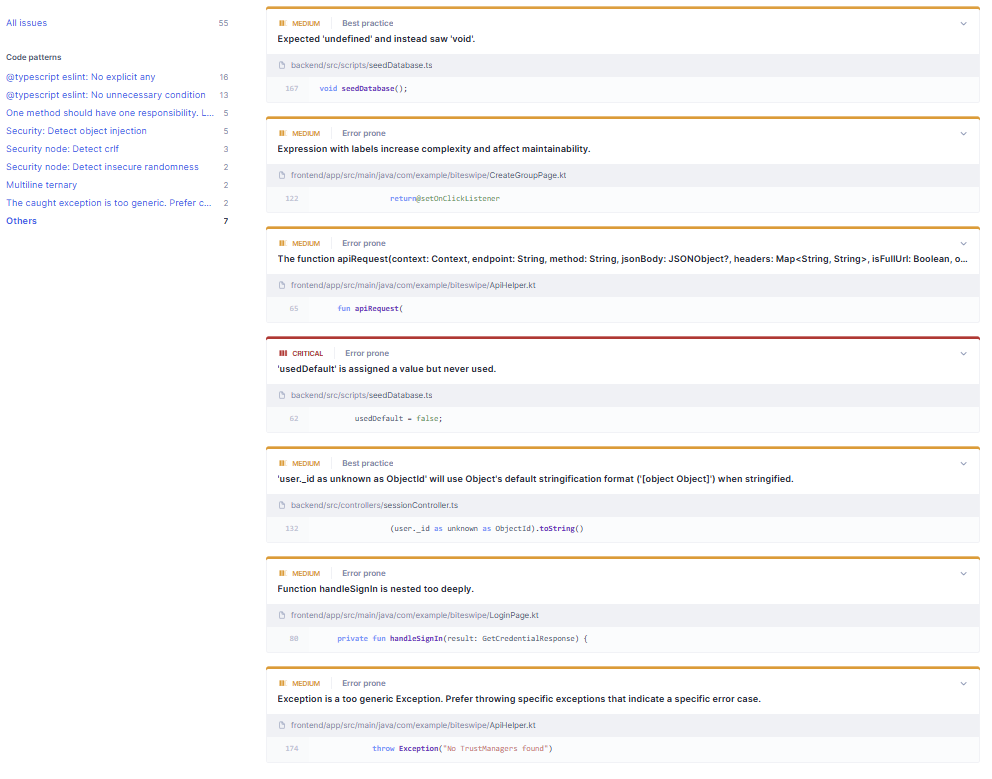 All issues 55
Code patterns
@typescript eslint: No explicit any 16
@typescript eslint: No unnecessary condition 13
One method should have one responsibility. L... 5
Security: Detect object injection 5
Security node: Detect crlf 3
Security node: Detect insecure randomness 2
Multiline ternary 2
The caught exception is too generic. Prefer c... 2
Others 7
MEDIUM Best practice
Expected 'undefined' and instead saw 'void'.
backend/src/scripts/seedDatabase.ts
167 void seedDatabase();
MEDIUM Error prone
Expression with labels increase complexity and affect maintainability.
frontend/app/src/main/java/com/example/biteswipe/CreateGroupPage.kt
122 return@setOnClickListener
MEDIUM Error prone
The function apiRequest(context: Context, endpoint: String, method: String, jsonBody: JSONObject?, headers: Map<String, String>, isFullUrl: Boolean, o...
frontend/app/src/main/java/com/example/biteswipe/ApiHelper.kt
65 fun apiRequest(
CRITICAL Error prone
'usedDefault' is assigned a value but never used.
backend/src/scripts/seedDatabase.ts
62 usedDefault = false;
MEDIUM Best practice
'user._id as unknown as ObjectId' will use Object's default stringification format ('[object Object]') when stringified.
backend/src/controllers/sessionController.ts
132 (user._id as unknown as ObjectId).toString()
MEDIUM Error prone
Function handleSignIn is nested too deeply.
frontend/app/src/main/java/com/example/biteswipe/LoginPage.kt
80 private fun handleSignIn(result: GetCredentialResponse) {
MEDIUM Error prone
Exception is a too generic Exception. Prefer throwing specific exceptions that indicate a specific error case.
frontend/app/src/main/java/com/example/biteswipe/ApiHelper.kt
174 throw Exception("No TrustManagers found")